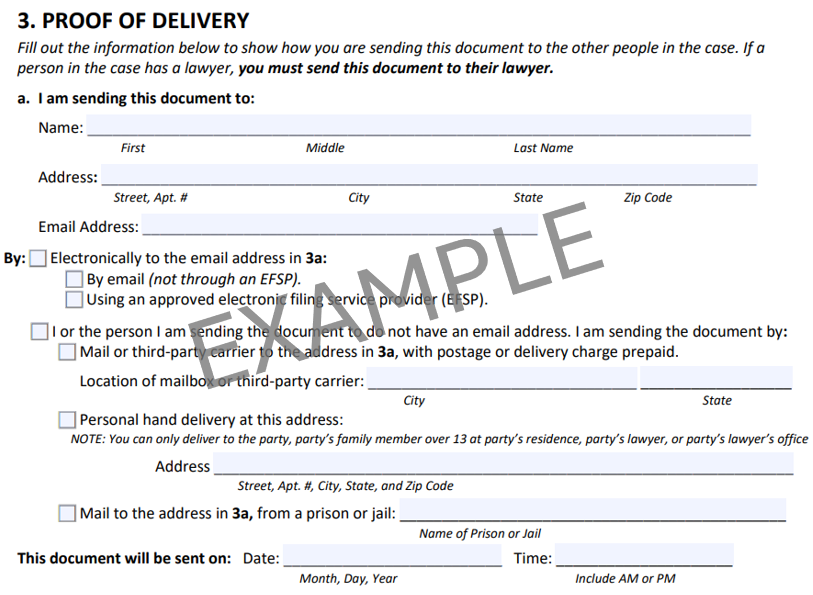 3. PROOF OF DELIVERY
Fill out the information below to show how you are sending this document to the other people in the case. If a
person in the case has a lawyer, you must send this document to their lawyer.
a. I am sending this document to:
Name:
First Middle Last Name
Address:
Street, Apt. # City State Zip Code
Email Address:
By: Electronically to the email address in 3a:
By email (not through an EFSP).
Using an approved electronic filing service provider (EFSP).
I or the person I am sending the document to do not have an email address. I am sending the document by:
Mail or third-party carrier to the address in 3a, with postage or delivery charge prepaid.
Location of mailbox or third-party carrier:
City State
Personal hand delivery at this address:
NOTE: You can only deliver to the party, party's family member over 13 at party's residence, party's lawyer, or party's lawyer's office
Address
Street, Apt. #, City, State, and Zip Code
Mail to the address in 3a, from a prison or jail:
Name of Prison or Jail
This document will be sent on: Date: Time:
Month, Day, Year Include AM or PM
EXAMPLE